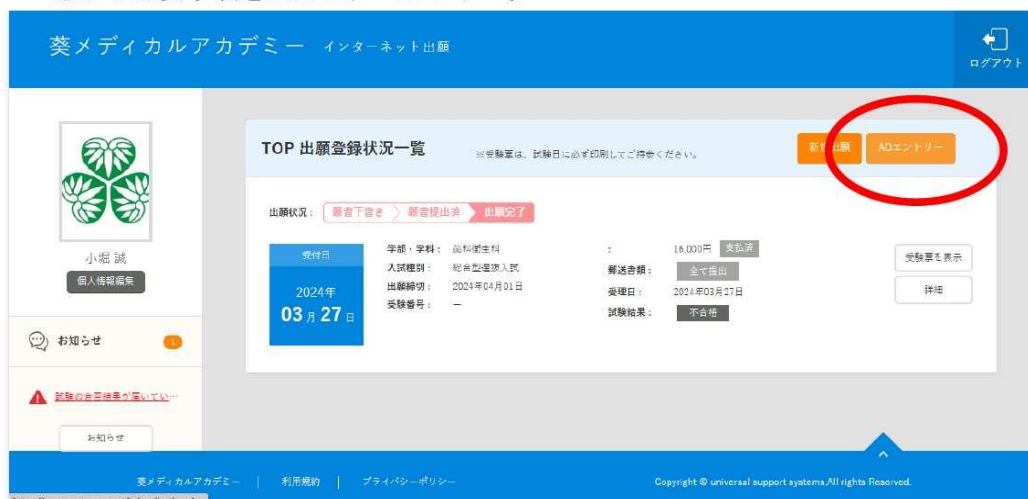 葵メディカルアカデミー インターネット出願
ログアウト
TOP 出願登録状況一覧
※受験票は、試験日に必ず印刷してご持参ください。
新規出願
AOエントリー
出願状況：
願書下書き
願書提出済
出願完了
小堀 誠
個人情報編集
受付日
2024年
03月27日
学部・学科： 歯科衛生科
入試種別： 総合型選抜入試
出願締切： 2024年04月01日
受験番号： －
： 16,000円 支払済
郵送書類： 全て提出
受理日： 2024年03月27日
試験結果： 不合格
受験票を表示
詳細
お知らせ
1
試験の合否結果が届いてい…
お知らせ
葵メディカルアカデミー | 利用規約 | プライバシーポリシー
Copyright © universal support systems.All rights Reserved.